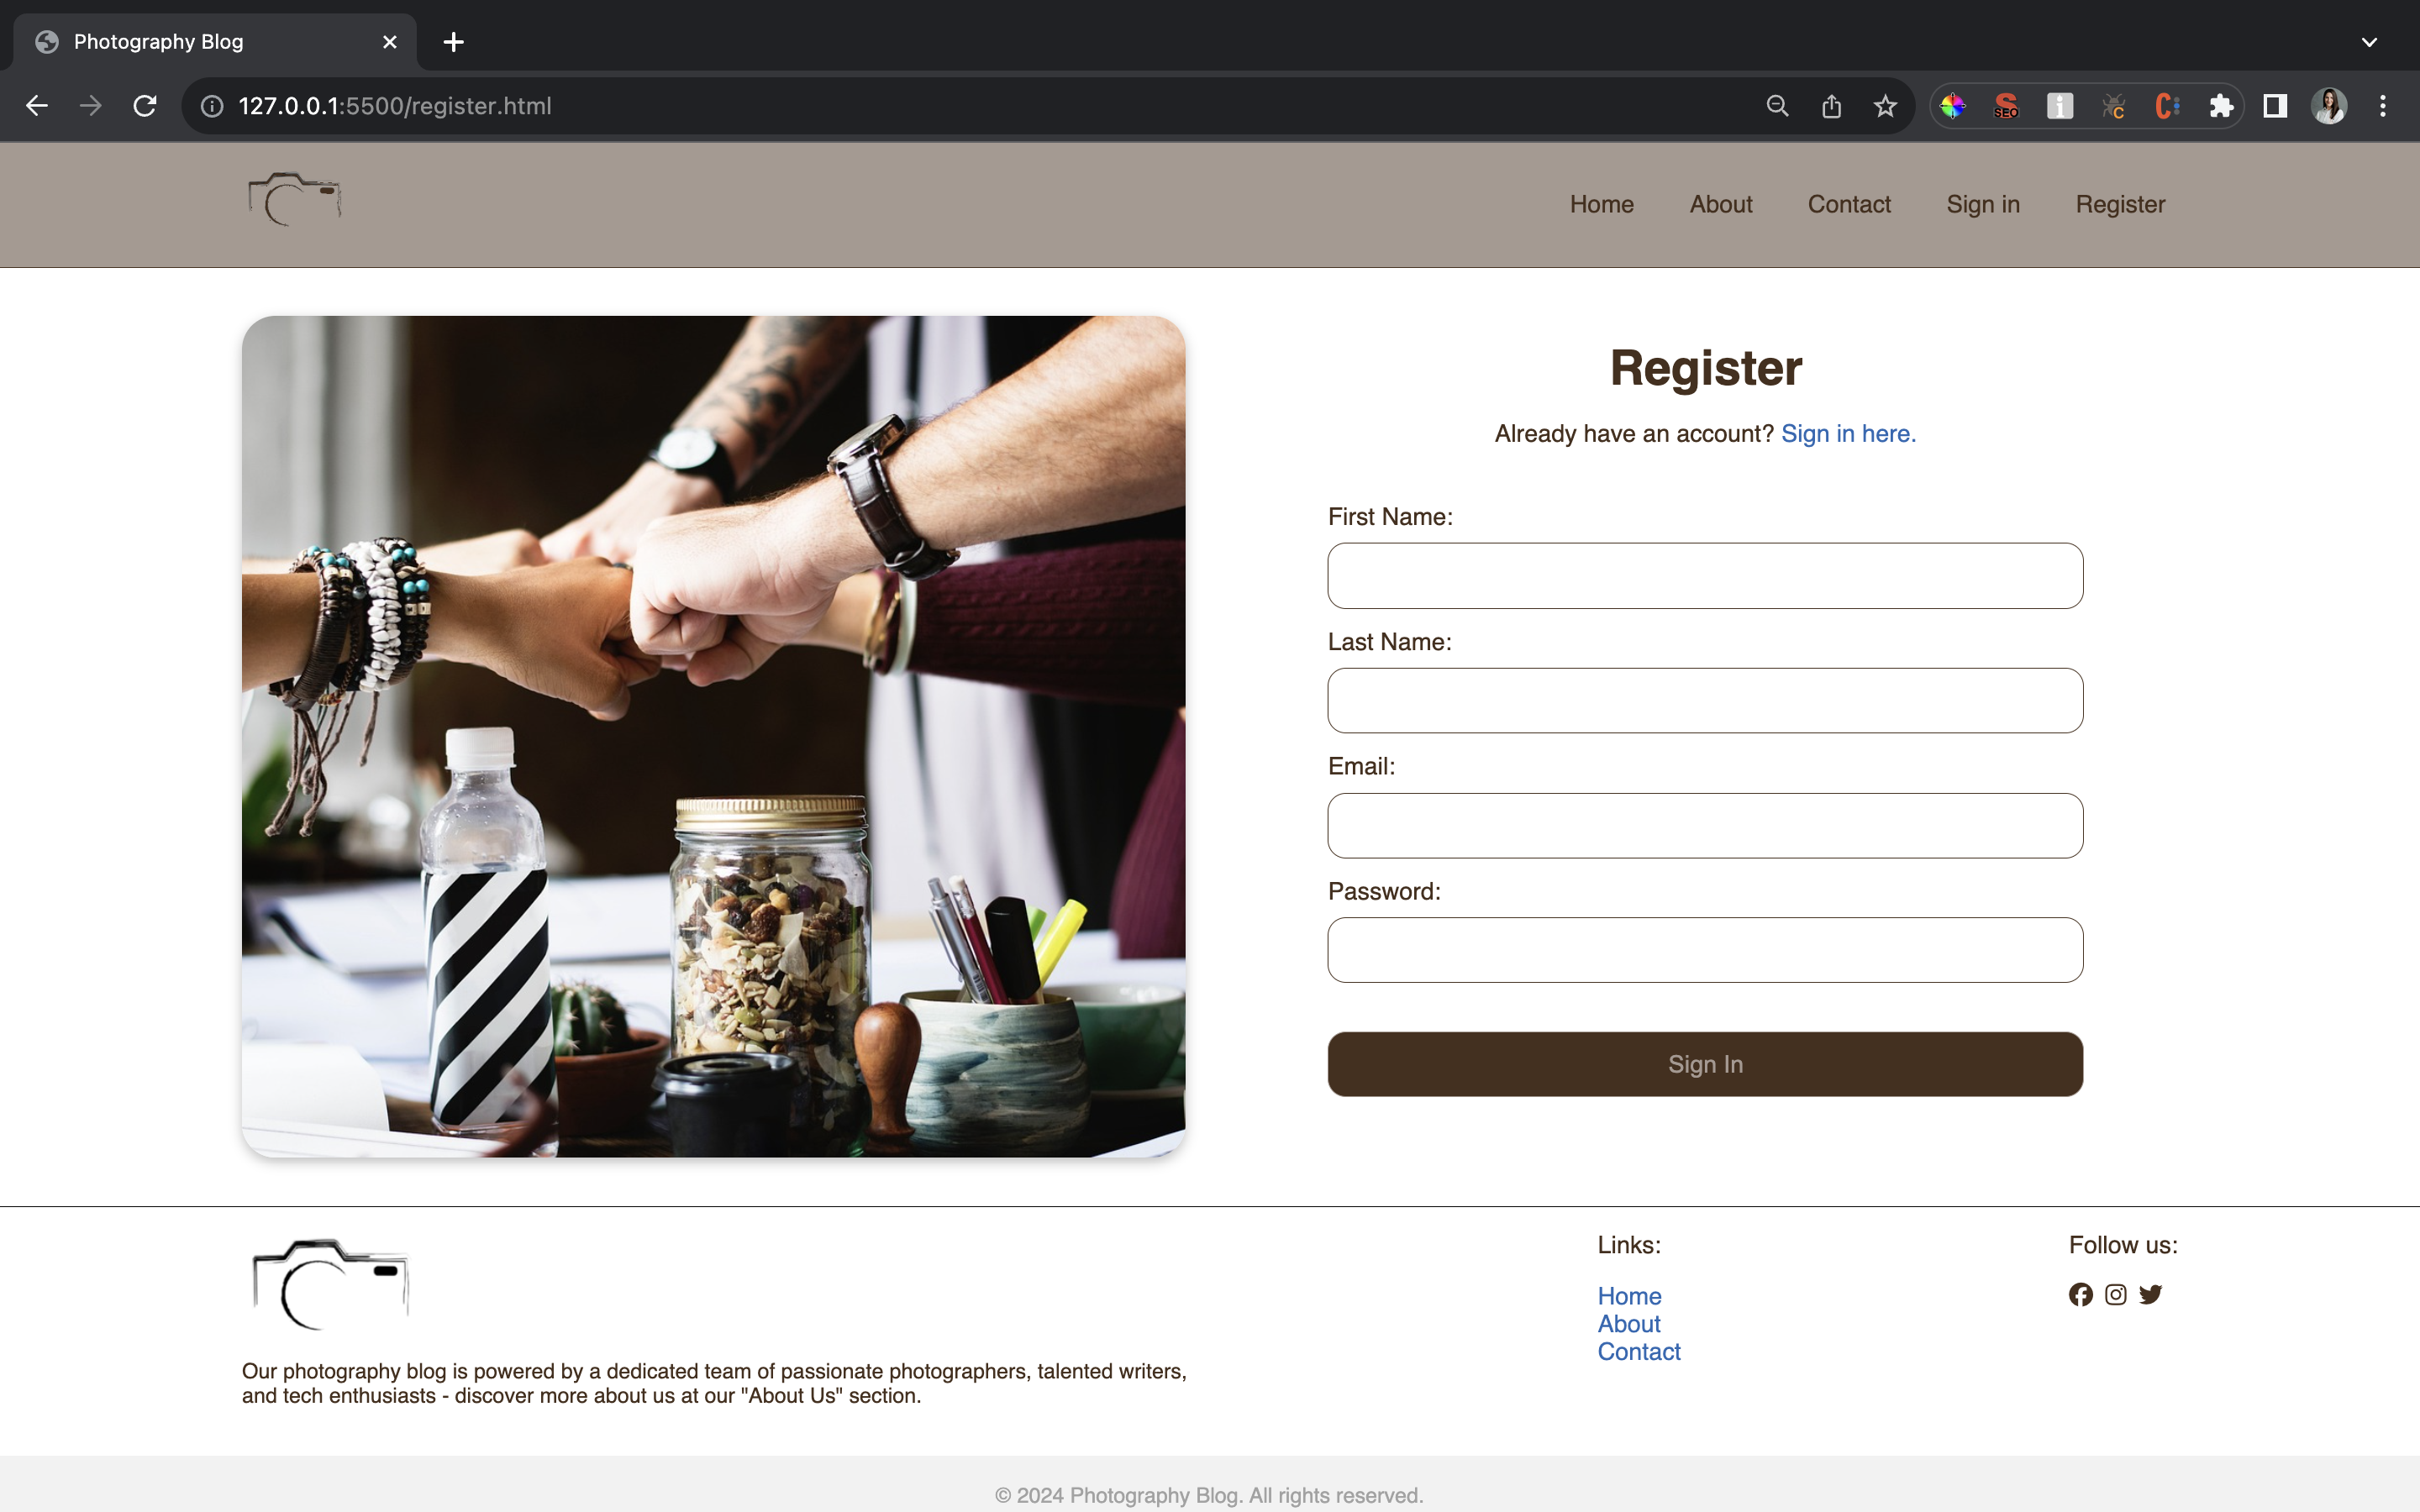 Photography Blog
127.0.0.1:5500/register.html
SEO
C
Home About Contact Sign in Register
Register
Already have an account? Sign in here.
First Name:
Last Name:
Email:
Password:
Sign In
Links:
Home
About
Contact
Follow us:
Our photography blog is powered by a dedicated team of passionate photographers, talented writers,
and tech enthusiasts - discover more about us at our "About Us" section.
© 2024 Photography Blog. All rights reserved.